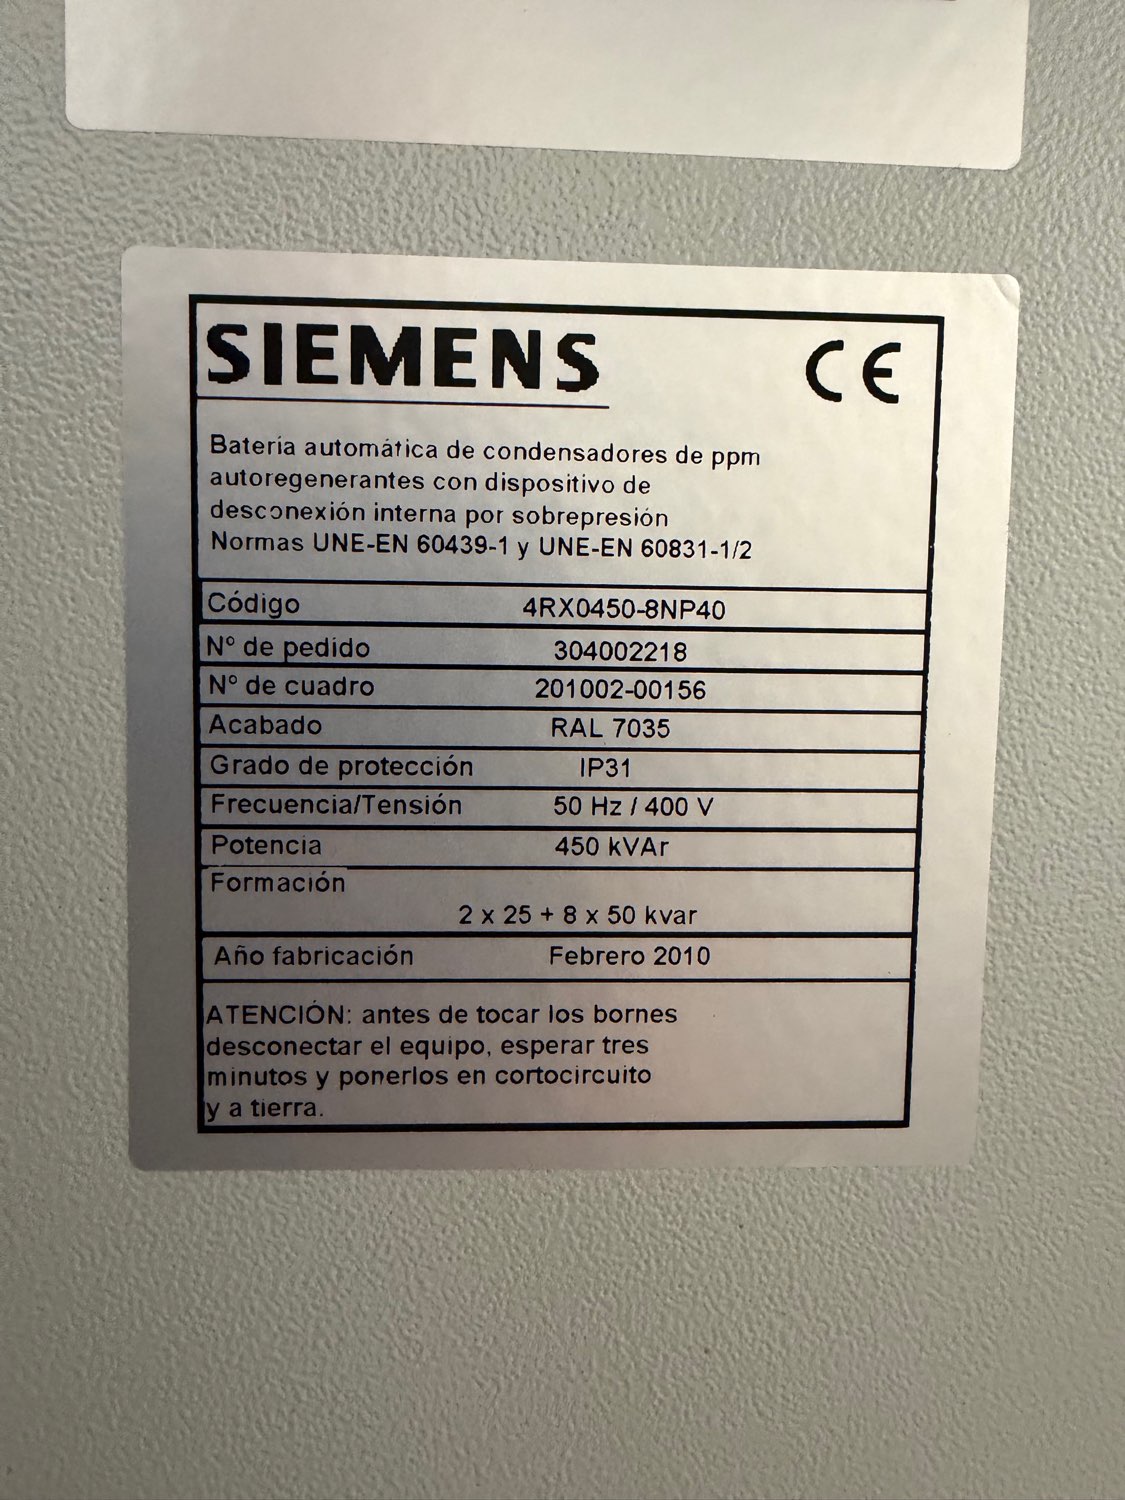 SIEMENS
CE
Batería automática de condensadores de ppm
autoregenerantes con dispositivo de
desconexión interna por sobrepresión
Normas UNE-EN 60439-1 y UNE-EN 60831-1/2
Código 4RX0450-8NP40
Nº de pedido 304002218
Nº de cuadro 201002-00156
Acabado RAL 7035
Grado de protección IP31
Frecuencia/Tensión 50 Hz / 400 V
Potencia 450 kVAr
Formación
2 x 25 + 8 x 50 kvar
Año fabricación Febrero 2010
ATENCIÓN: antes de tocar los bornes
desconectar el equipo, esperar tres
minutos y ponerlos en cortocircuito
y a tierra.